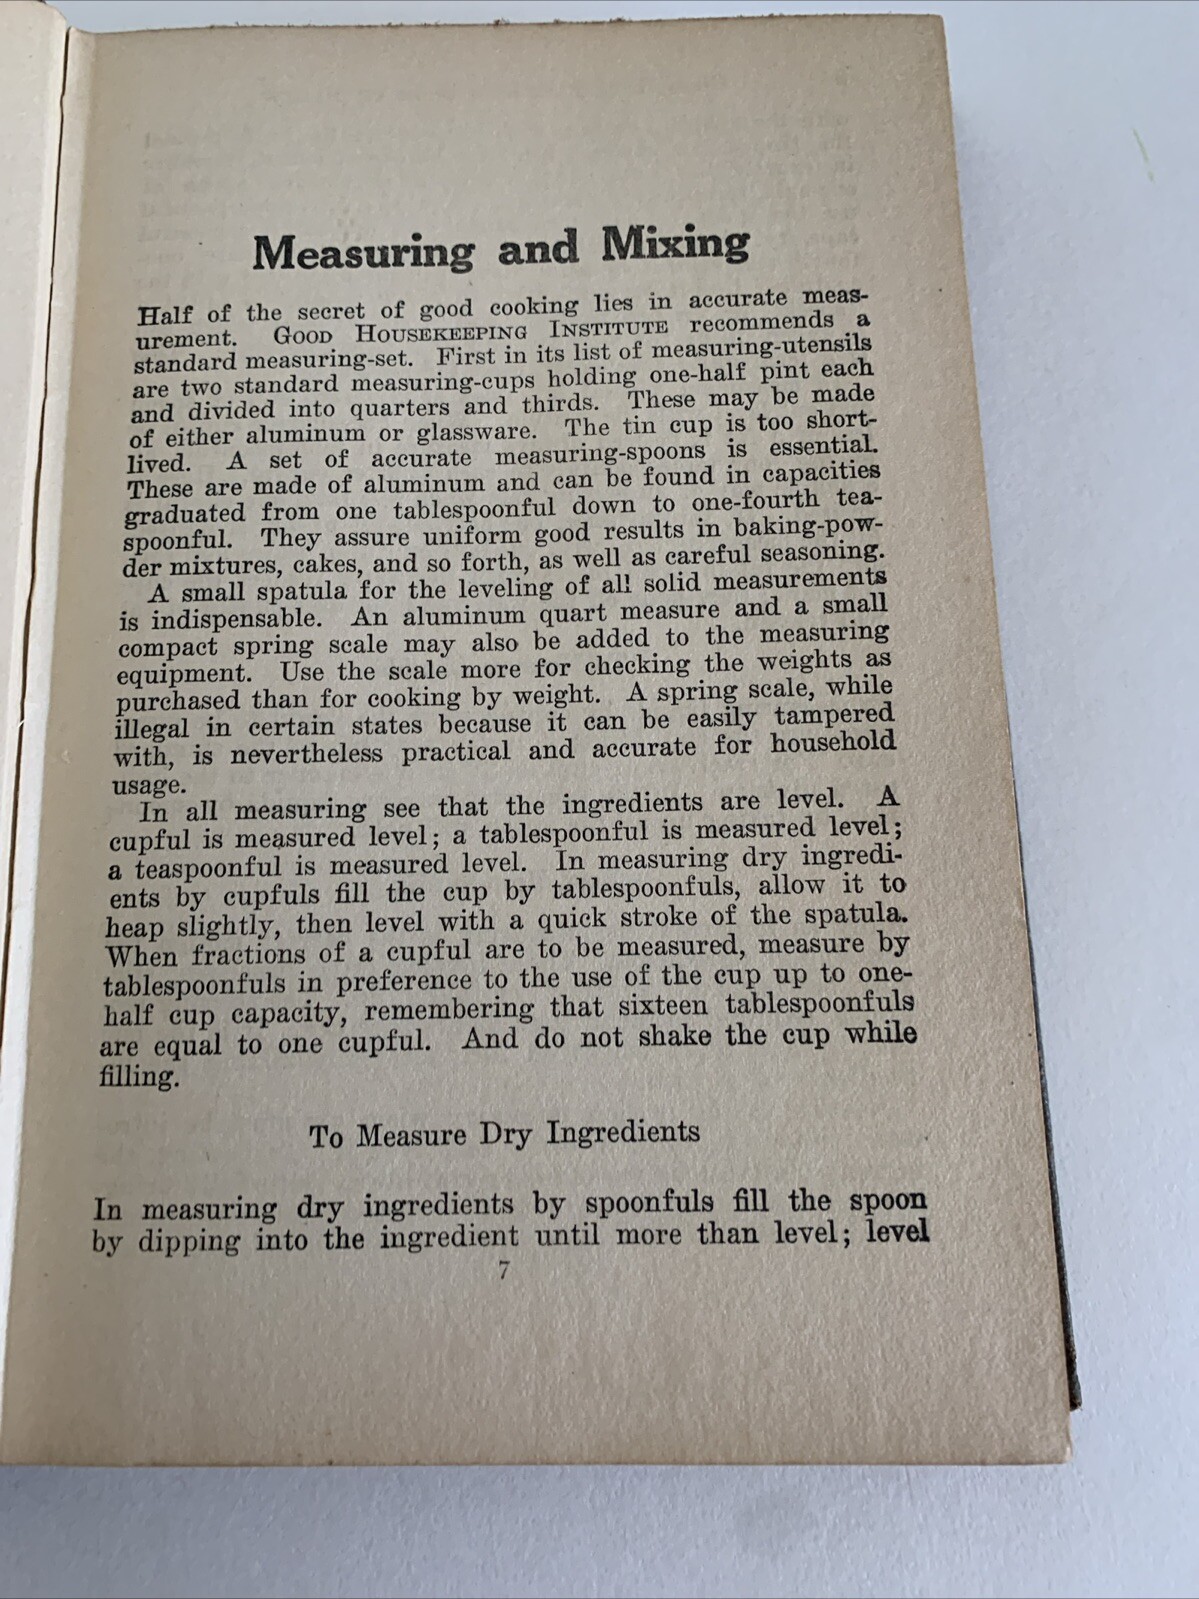 Measuring and Mixing
Half of the secret of good cooking lies in accurate meas-
urement. GOOD HOUSEKEEPING INSTITUTE recommends a
standard measuring-set. First in its list of measuring-utensils
are two standard measuring-cups holding one-half pint each
and divided into quarters and thirds. These may be made
of either aluminum or glassware. The tin cup is too short-
lived. A set of accurate measuring-spoons is essential.
These are made of aluminum and can be found in capacities
graduated from one tablespoonful down to one-fourth tea-
spoonful. They assure uniform good results in baking-pow-
der mixtures, cakes, and so forth, as well as careful seasoning.
A small spatula for the leveling of all solid measurements
is indispensable. An aluminum quart measure and a small
compact spring scale may also be added to the measuring
equipment. Use the scale more for checking the weights as
purchased than for cooking by weight. A spring scale, while
illegal in certain states because it can be easily tampered
with, is nevertheless practical and accurate for household
usage.
In all measuring see that the ingredients are level. A
cupful is measured level; a tablespoonful is measured level;
a teaspoonful is measured level. In measuring dry ingredi-
ents by cupfuls fill the cup by tablespoonfuls, allow it to
heap slightly, then level with a quick stroke of the spatula.
When fractions of a cupful are to be measured, measure by
tablespoonfuls in preference to the use of the cup up to one-
half cup capacity, remembering that sixteen tablespoonfuls
are equal to one cupful. And do not shake the cup while
filling.
To Measure Dry Ingredients
In measuring dry ingredients by spoonfuls fill the spoon
by dipping into the ingredient until more than level; level
7